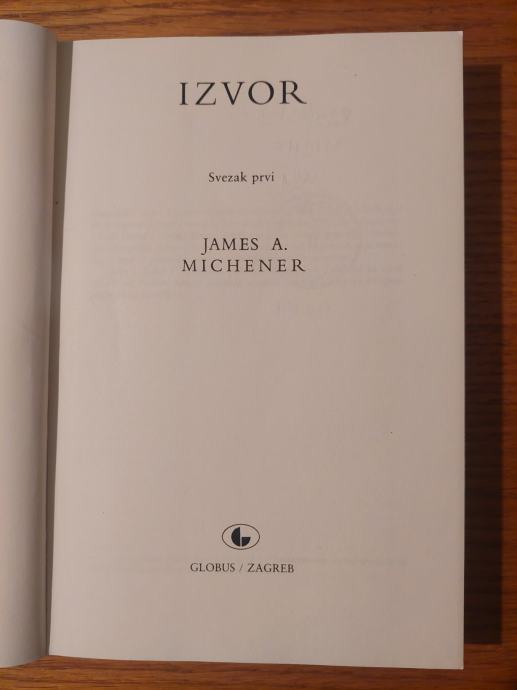 IZVOR
Svezak prvi
JAMES A.
MICHENER
GLOBUS / ZAGREB